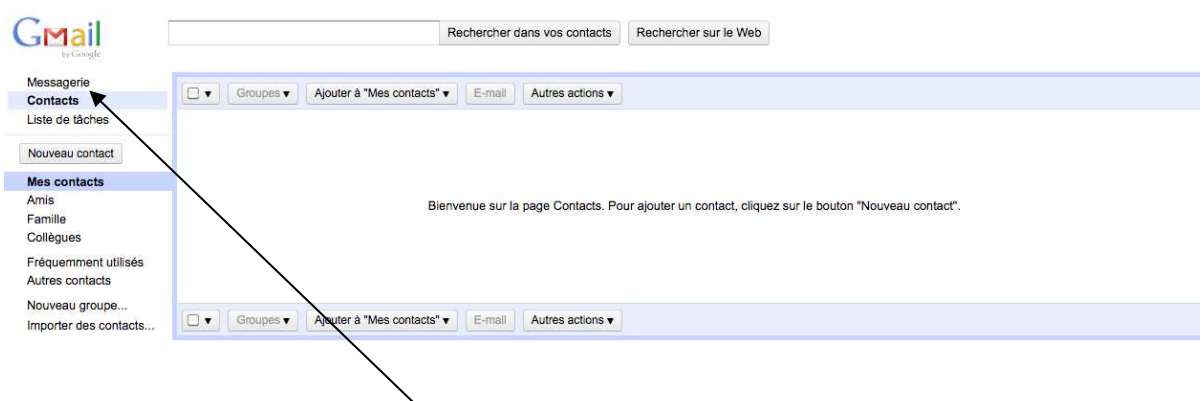 Gmail
by Google
Rechercher dans vos contacts Rechercher sur le Web
Messagerie
Contacts
Liste de tâches
Nouveau contact
Mes contacts
Amis
Famille
Collègues
Fréquemment utilisés
Autres contacts
Nouveau groupe...
Importer des contacts...
Groupes ▾ Ajouter à "Mes contacts" ▾ E-mail Autres actions ▾
Bienvenue sur la page Contacts. Pour ajouter un contact, cliquez sur le bouton "Nouveau contact".
Groupes ▾ Ajouter à "Mes contacts" ▾ E-mail Autres actions ▾